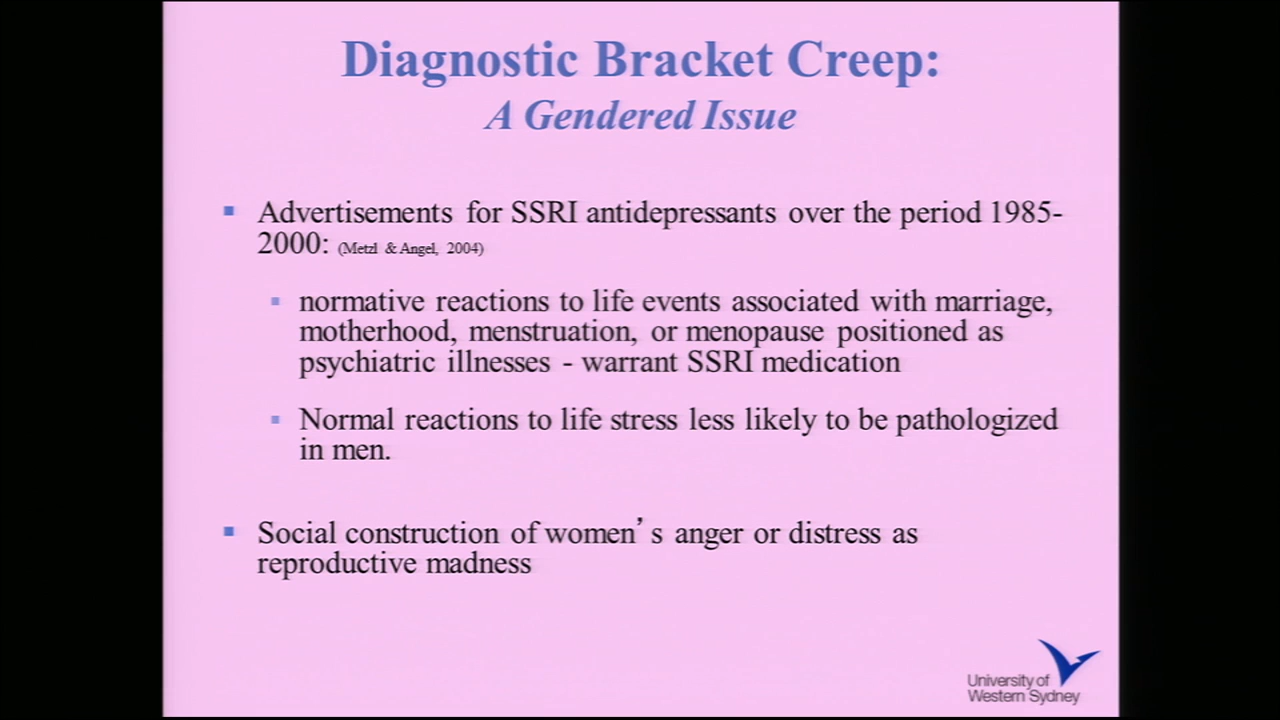 Diagnostic Bracket Creep:
A Gendered Issue
▪ Advertisements for SSRI antidepressants over the period 1985-
2000: (Metzl & Angel, 2004)
▪ normative reactions to life events associated with marriage,
motherhood, menstruation, or menopause positioned as
psychiatric illnesses - warrant SSRI medication
▪ Normal reactions to life stress less likely to be pathologized
in men.
▪ Social construction of women’s anger or distress as
reproductive madness
University of
Western Sydney